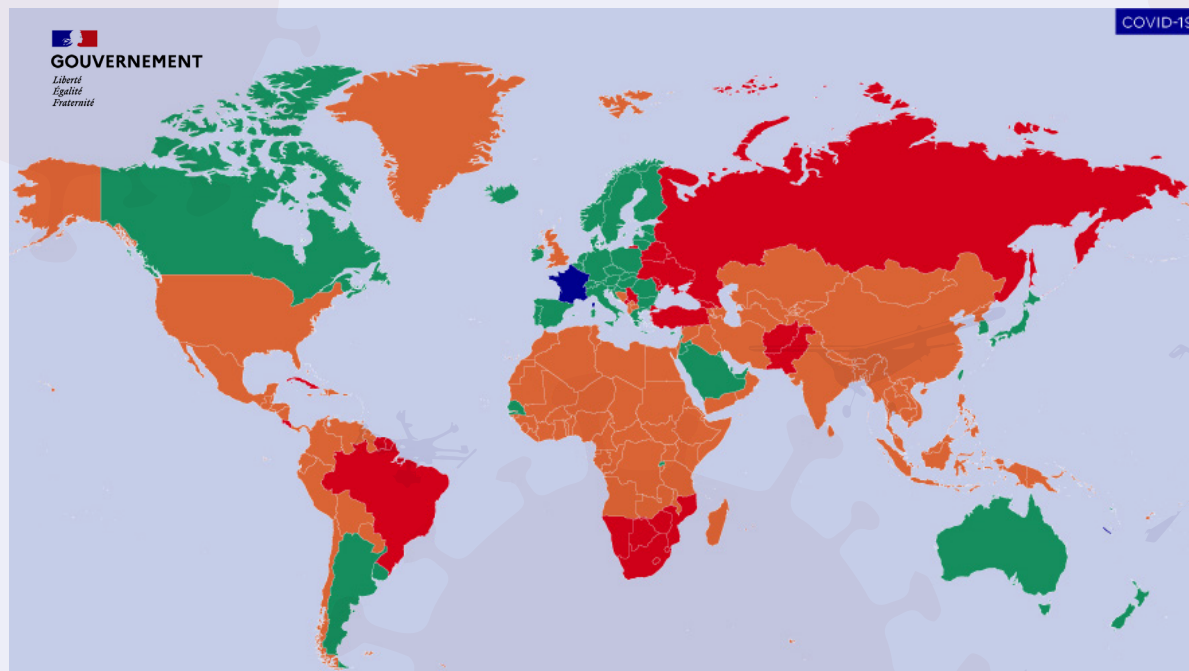 COVID-19
GOUVERNEMENT
Liberté
Égalité
Fraternité